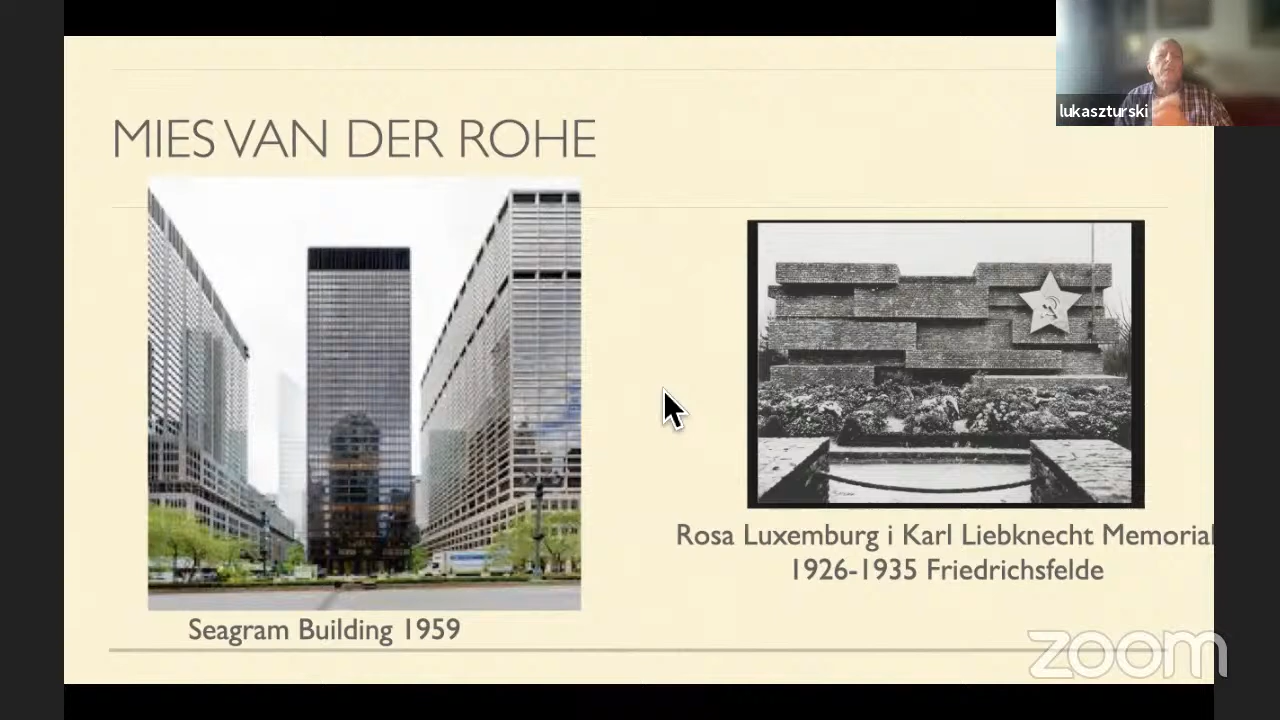 lukaszturski
MIES VAN DER ROHE
Rosa Luxemburg i Karl Liebknecht Memorial
1926-1935 Friedrichsfelde
Seagram Building 1959
zoom